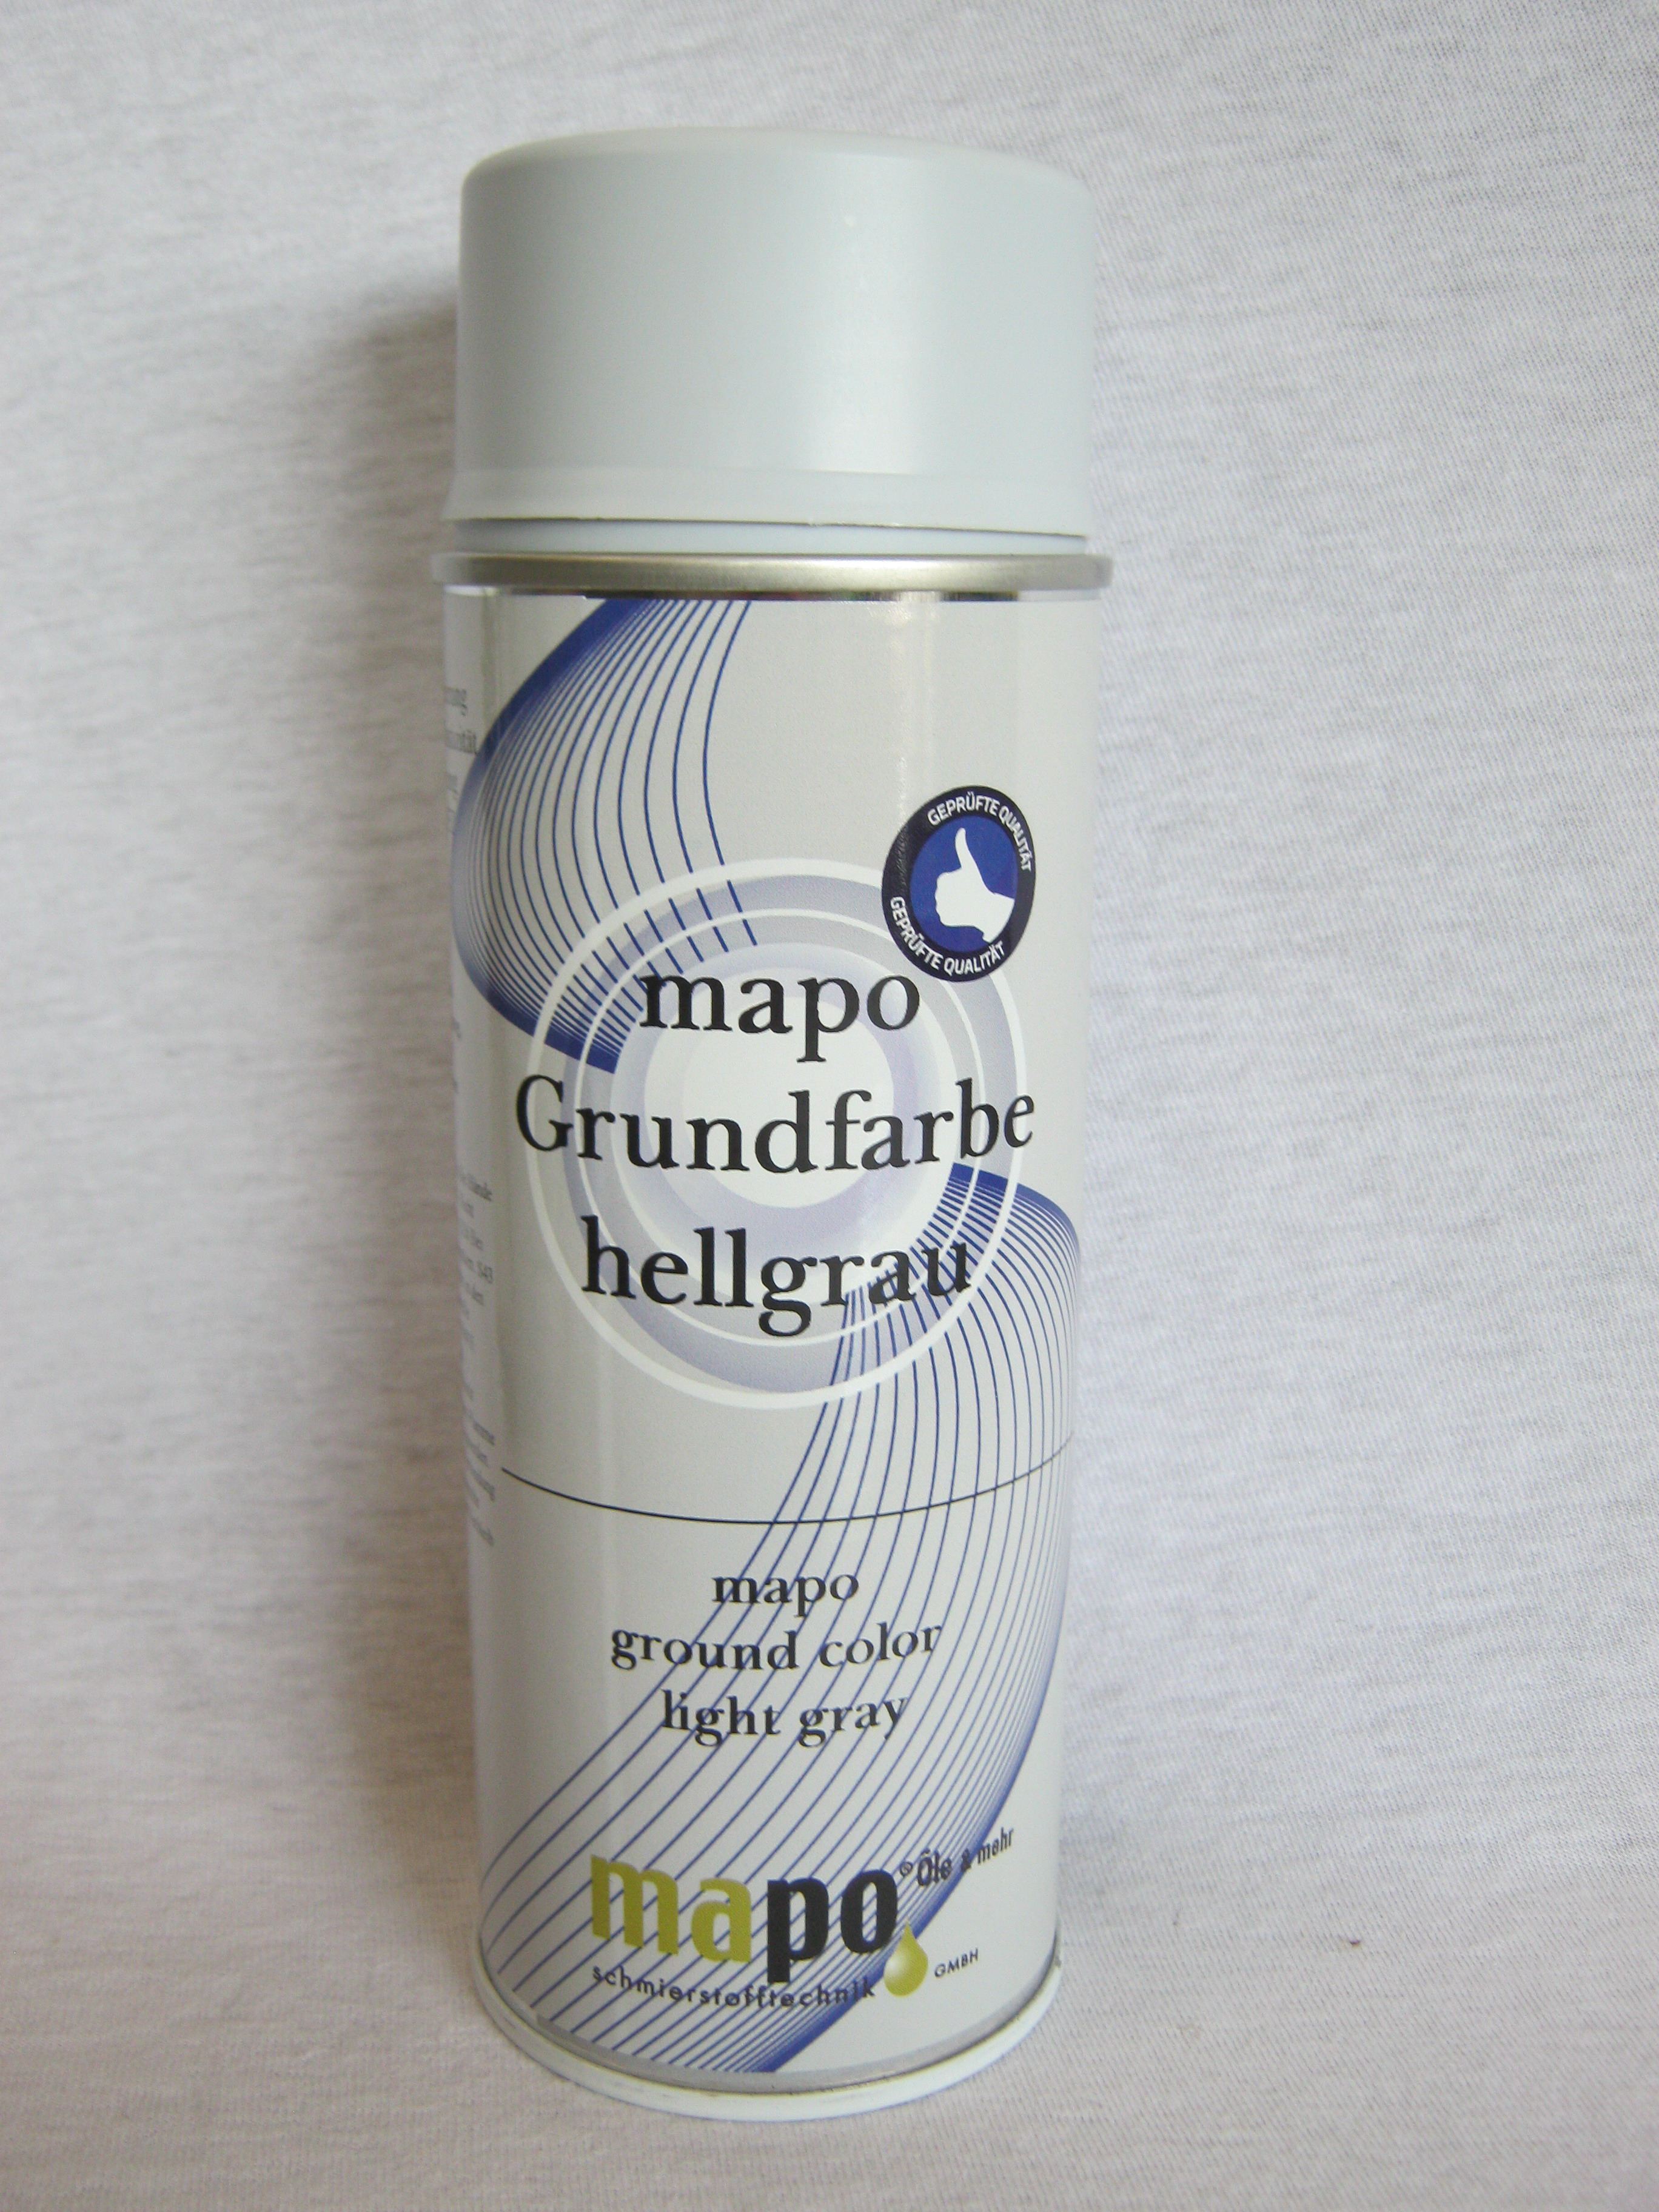 GEPRÜFTE QUALITÄT
GEPRÜFTE QUALITÄT
mapo
Grundfarbe
hellgrau
mapo
ground color
light gray
mapo® Öle & mehr
schmierstofftechnik GMBH